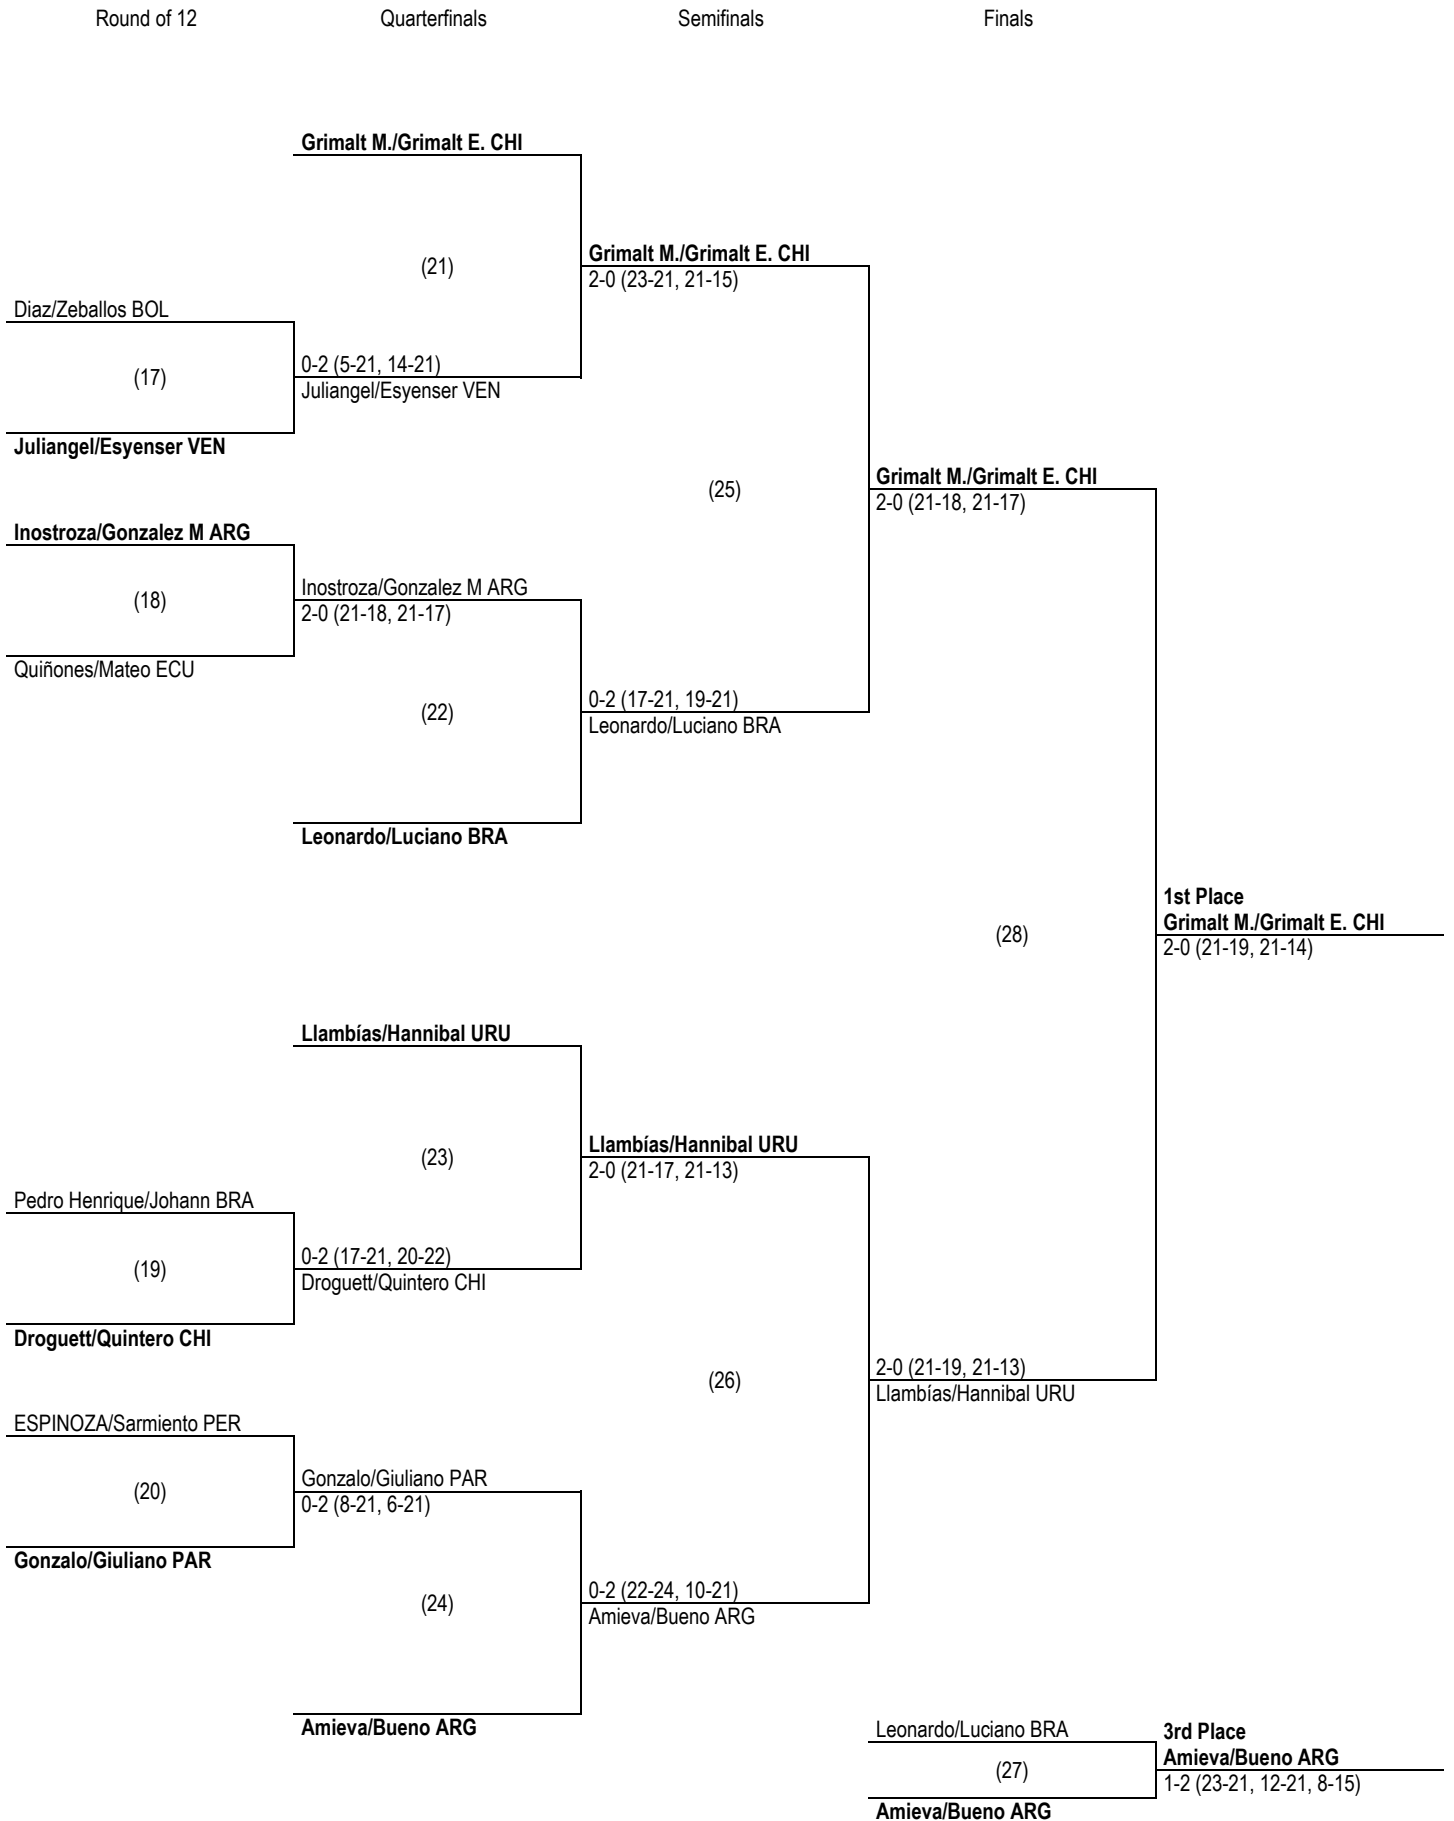 Round of 12 Quarterfinals Semifinals Finals
Grimalt M./Grimalt E. CHI
Grimalt M./Grimalt E. CHI
(21)
2-0 (23-21, 21-15)
Diaz/Zeballos BOL
0-2 (5-21, 14-21)
(17)
Juliangel/Esyenser VEN
Juliangel/Esyenser VEN
Grimalt M./Grimalt E. CHI
(25)
2-0 (21-18, 21-17)
Inostroza/Gonzalez M ARG
Inostroza/Gonzalez M ARG
(18)
2-0 (21-18, 21-17)
Quiñones/Mateo ECU
0-2 (17-21, 19-21)
(22)
Leonardo/Luciano BRA
Leonardo/Luciano BRA
1st Place
Grimalt M./Grimalt E. CHI
(28)
2-0 (21-19, 21-14)
Llambías/Hannibal URU
Llambías/Hannibal URU
(23)
2-0 (21-17, 21-13)
Pedro Henrique/Johann BRA
0-2 (17-21, 20-22)
(19)
Droguett/Quintero CHI
Droguett/Quintero CHI
2-0 (21-19, 21-13)
(26)
Llambías/Hannibal URU
ESPINOZA/Sarmiento PER
Gonzalo/Giuliano PAR
(20)
0-2 (8-21, 6-21)
Gonzalo/Giuliano PAR
0-2 (22-24, 10-21)
(24)
Amieva/Bueno ARG
Amieva/Bueno ARG
Leonardo/Luciano BRA
3rd Place
Amieva/Bueno ARG
(27)
1-2 (23-21, 12-21, 8-15)
Amieva/Bueno ARG